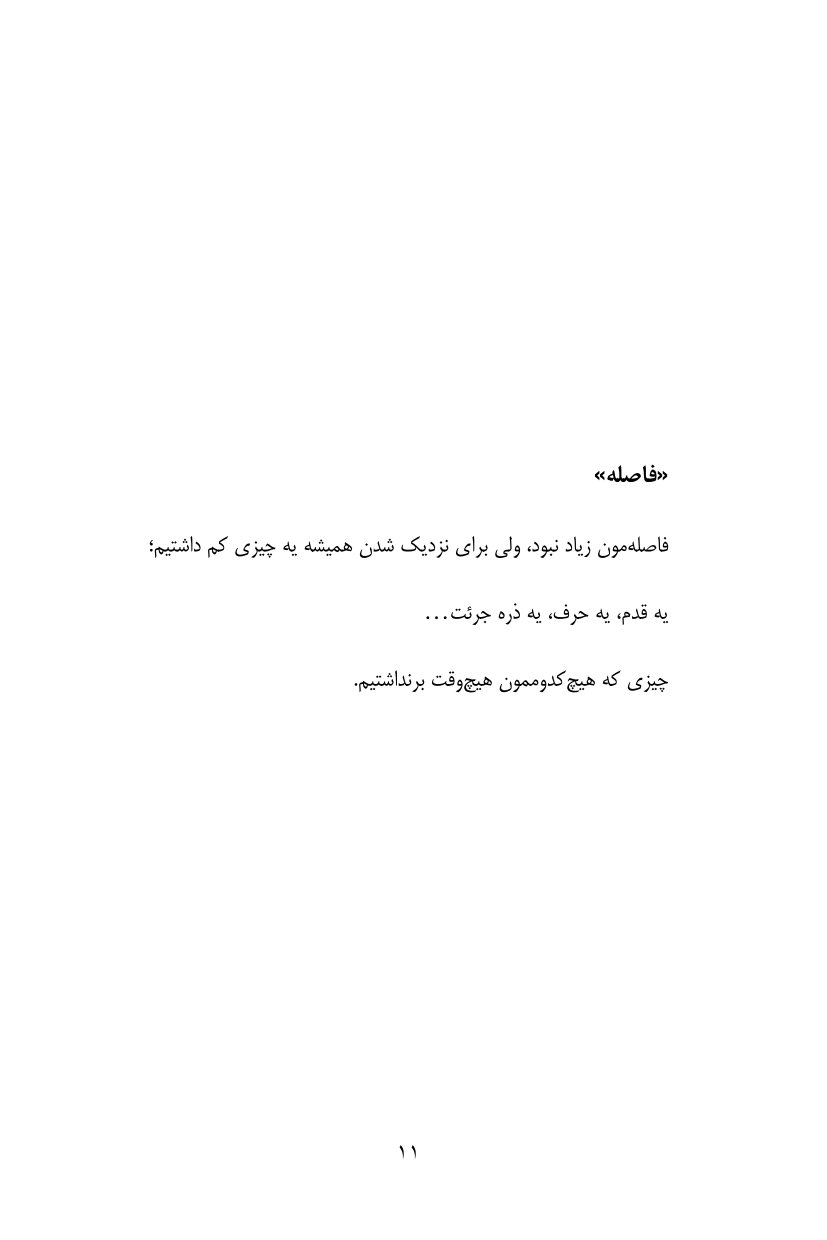 «فاصله»
فاصله‌مون زیاد نبود، ولی برای نزدیک شدن همیشه یه چیزی کم داشتیم؛
یه قدم، یه حرف، یه ذره جرئت...
چیزی که هیچ‌کدوممون هیچ‌وقت برنداشتیم.
۱۱